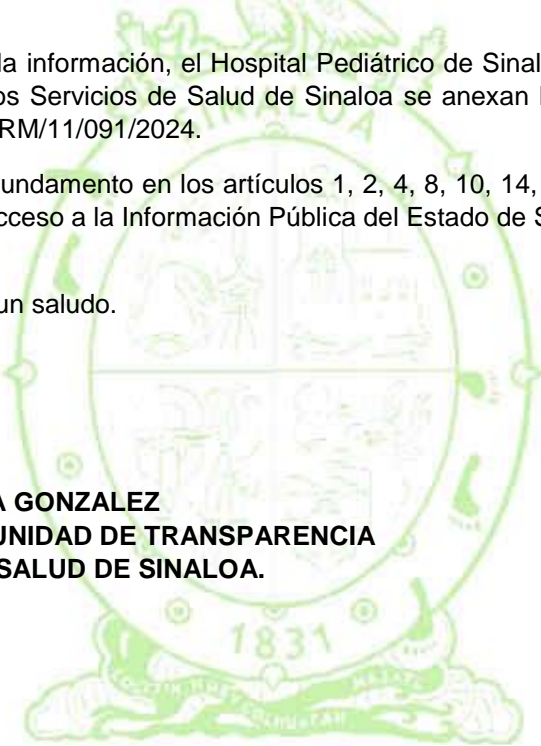 la información, el Hospital Pediátrico de Sinal
os Servicios de Salud de Sinaloa se anexan
RM/11/091/2024.
undamento en los artículos 1, 2, 4, 8, 10, 14,
cceso a la Información Pública del Estado de S
un saludo.
A GONZALEZ
UNIDAD DE TRANSPARENCIA
SALUD DE SINALOA.
1831